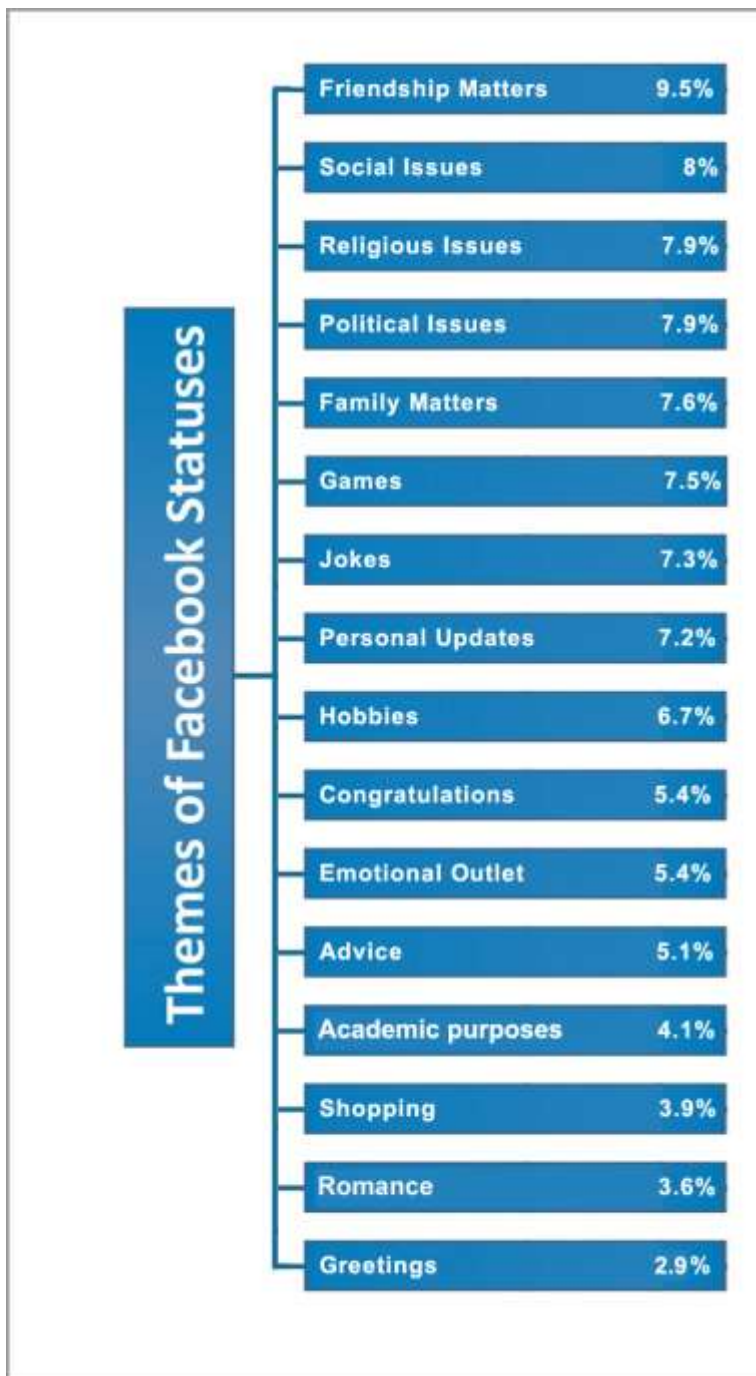 Themes of Facebook Statuses
Friendship Matters 9.5%
Social Issues 8%
Religious Issues 7.9%
Political Issues 7.9%
Family Matters 7.6%
Games 7.5%
Jokes 7.3%
Personal Updates 7.2%
Hobbies 6.7%
Congratulations 5.4%
Emotional Outlet 5.4%
Advice 5.1%
Academic purposes 4.1%
Shopping 3.9%
Romance 3.6%
Greetings 2.9%